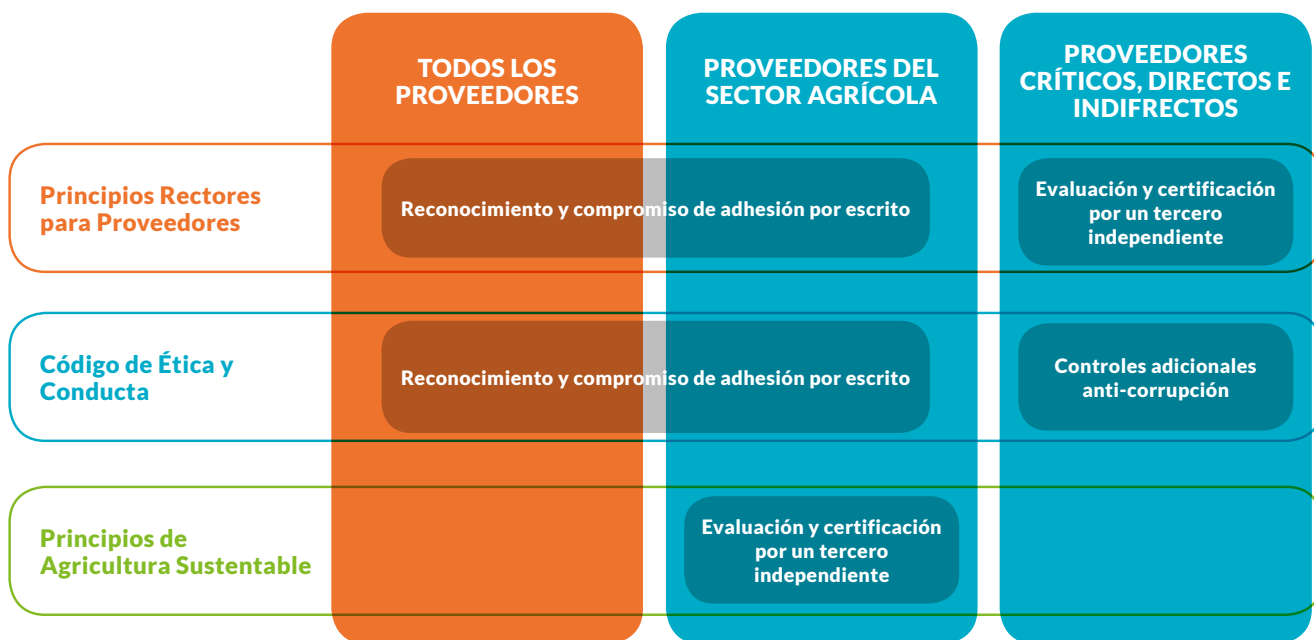 TODOS LOS
PROVEEDORES
PROVEEDORES DEL
SECTOR AGRÍCOLA
PROVEEDORES
CRÍTICOS, DIRECTOS E
INDIFRECTOS
Principios Rectores
para Proveedores
Reconocimiento y compromiso de adhesión por escrito
Evaluación y certificación
por un tercero
independiente
Código de Ética y
Conducta
Reconocimiento y compromiso de adhesión por escrito
Controles adicionales
anti-corrupción
Principios de
Agricultura Sustentable
Evaluación y certificación
por un tercero
independiente